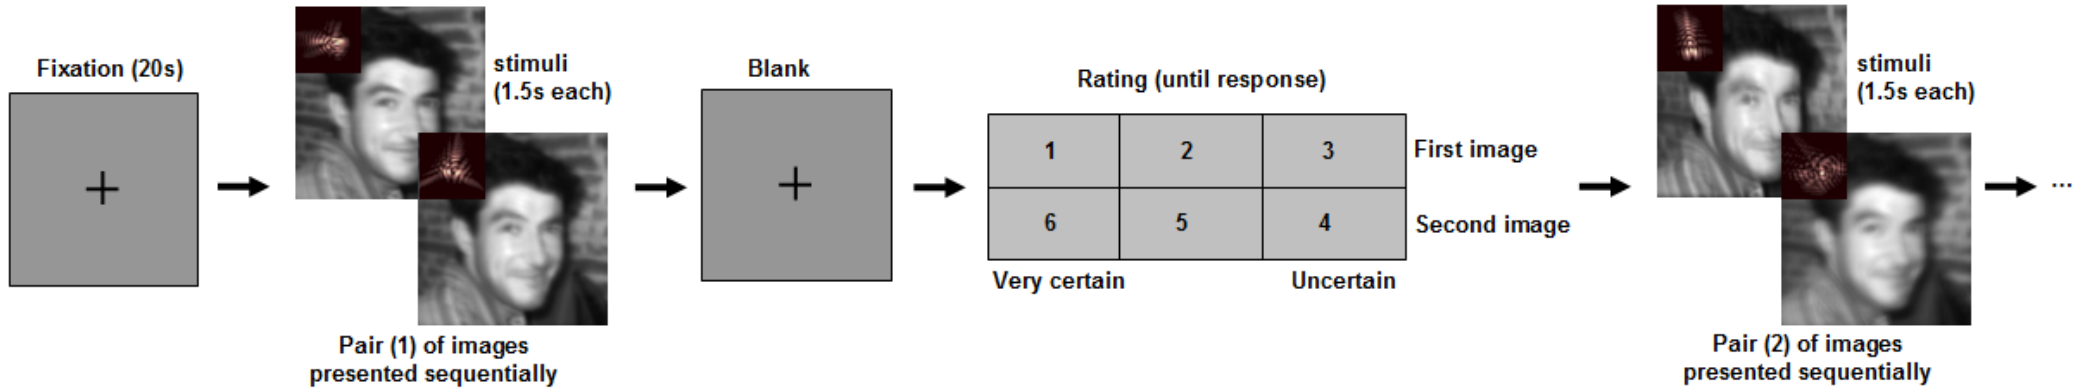 Fixation (20s)
stimuli
(1.5s each)
Pair (1) of images
presented sequentially
Blank
Rating (until response)
1 2 3 First image
6 5 4 Second image
Very certain Uncertain
stimuli
(1.5s each)
Pair (2) of images
presented sequentially
...